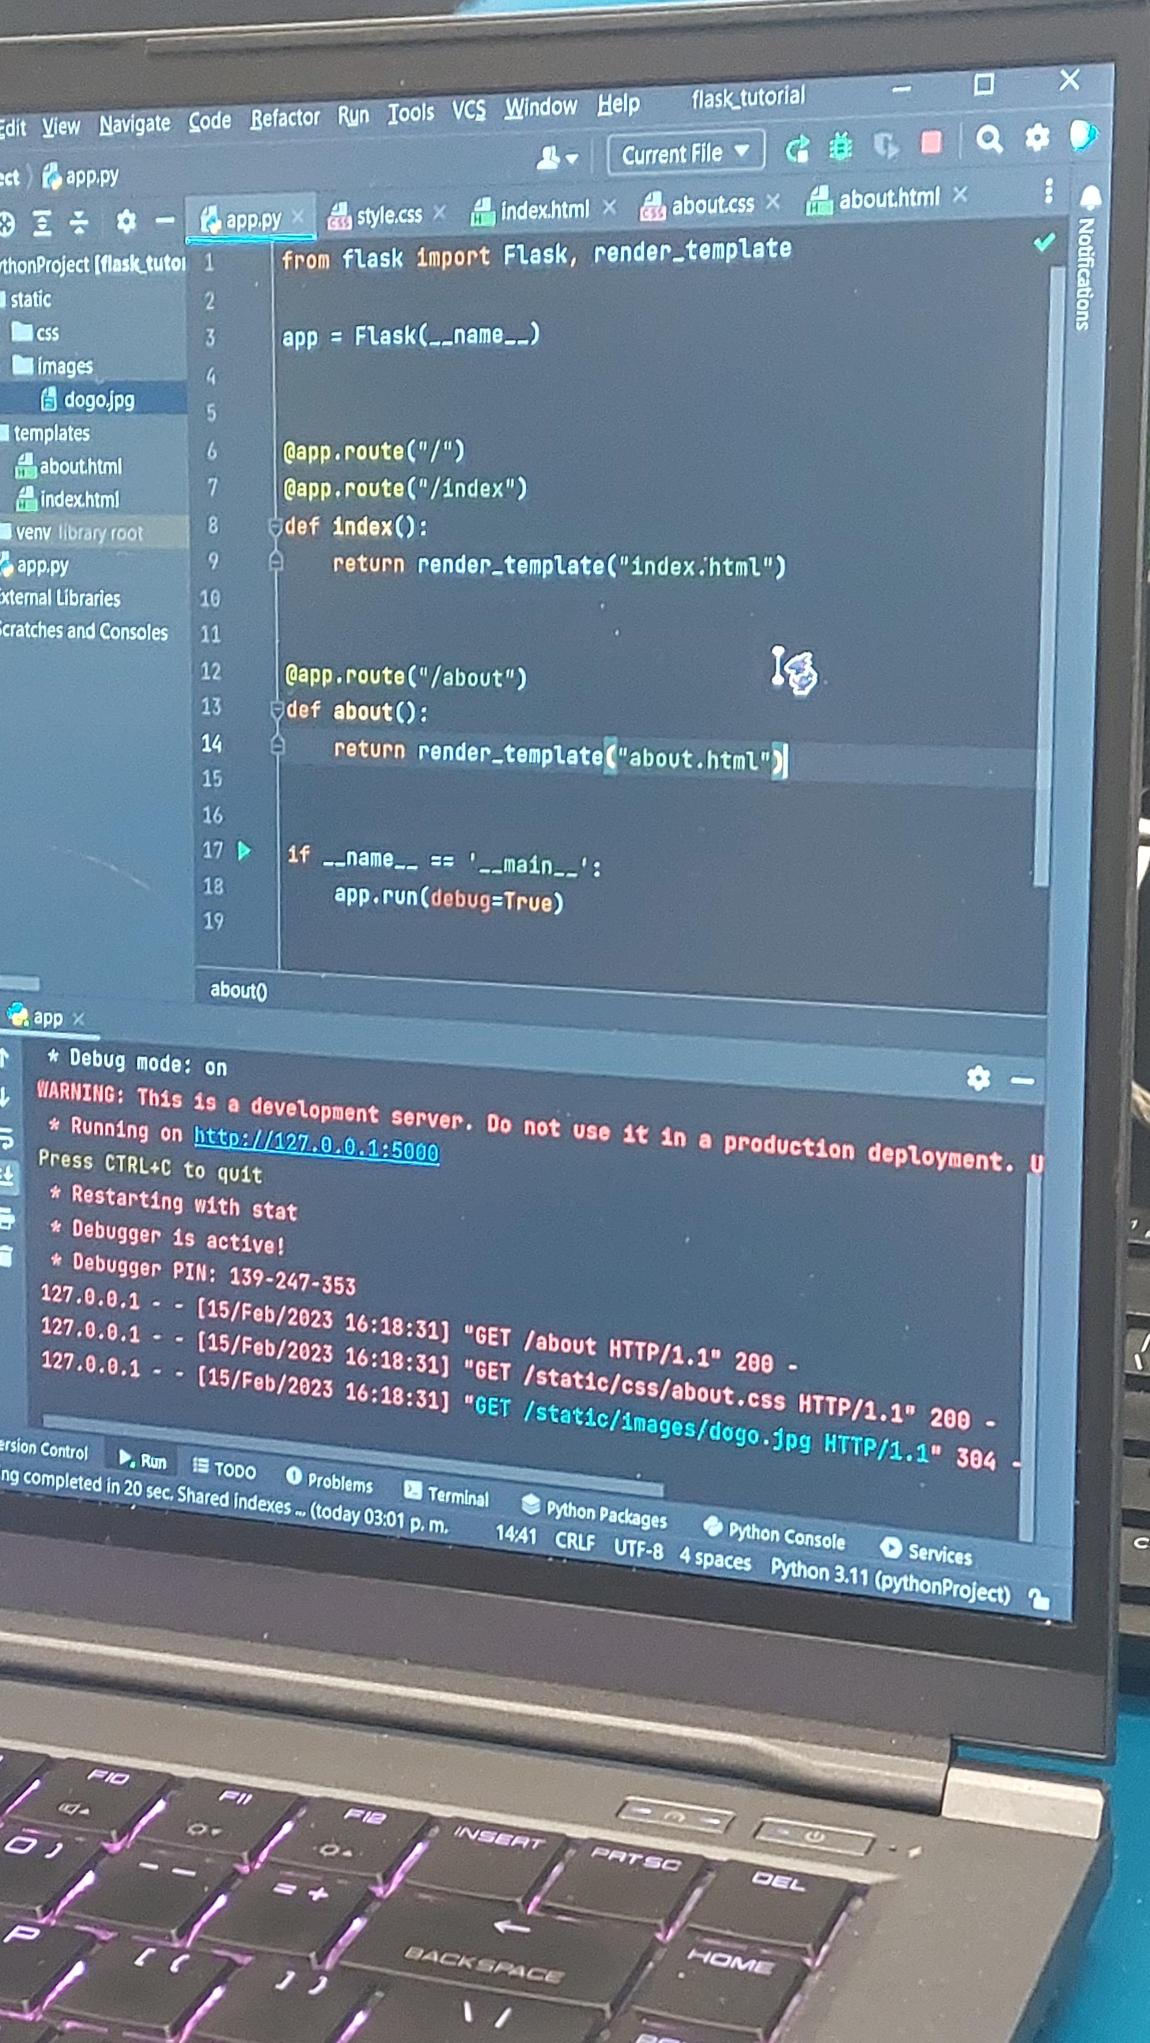 Edit View Navigate Code Refactor Run Tools VCS Window Help flask_tutorial
app.py
Current File
app.py style.css index.html about.css about.html
Notifications
thonProject [flask_tutor
static
css
images
dogo.jpg
templates
about.html
index.html
venv library root
app.py
xternal Libraries
cratches and Consoles
1 from flask import Flask, render_template
2
3 app = Flask(__name__)
4
5
6 @app.route("/")
7 @app.route("/index")
8 def index():
9 return render_template("index.html")
10
11
12 @app.route("/about")
13 def about():
14 return render_template("about.html")
15
16
17 if __name__ == '__main__':
18 app.run(debug=True)
19
about()
app
* Debug mode: on
WARNING: This is a development server. Do not use it in a production deployment. U
* Running on http://127.0.0.1:5000
Press CTRL+C to quit
* Restarting with stat
* Debugger is active!
* Debugger PIN: 139-247-353
127.0.0.1 - - [15/Feb/2023 16:18:31] "GET /about HTTP/1.1" 200 -
127.0.0.1 - - [15/Feb/2023 16:18:31] "GET /static/css/about.css HTTP/1.1" 200 -
127.0.0.1 - - [15/Feb/2023 16:18:31] "GET /static/images/dogo.jpg HTTP/1.1" 304 -
ersion Control Run TODO Problems Terminal Python Packages Python Console Services
ng completed in 20 sec. Shared indexes ... (today 03:01 p. m. 14:41 CRLF UTF-8 4 spaces Python 3.11 (pythonProject)
F10 F11 F12 INSERT PRTSC DEL
0 ) - - = + ← BACKSPACE HOME
P [ { ] } \ /